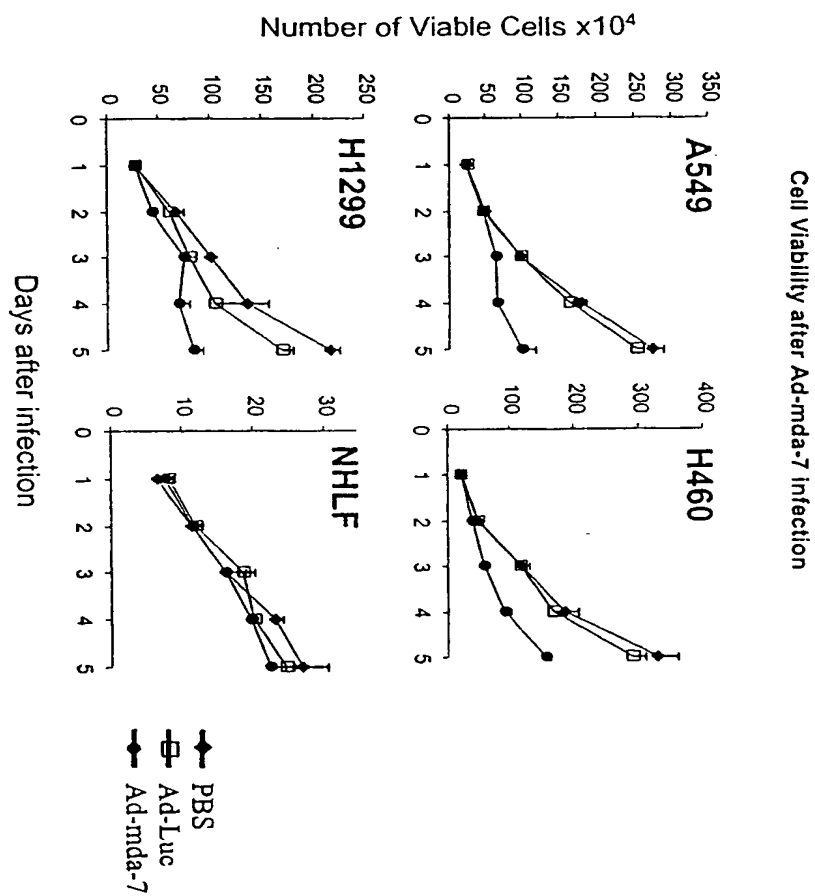 Cell Viability after Ad-mda-7 infection
Number of Viable Cells x10⁴
A549
350
300
250
200
150
100
50
0
0 1 2 3 4 5
H460
400
300
200
100
0
0 1 2 3 4 5
H1299
250
200
150
100
50
0
0 1 2 3 4 5
NHLF
30
20
10
0
0 1 2 3 4 5
Days after infection
PBS
Ad-Luc
Ad-mda-7